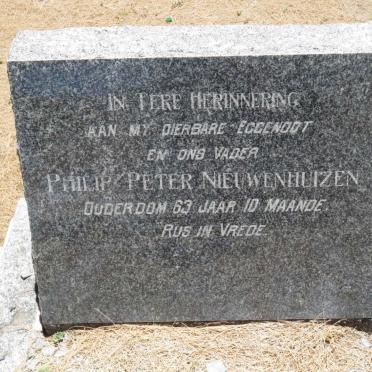 IN TERE HERINNERING
AAN MY DIERBARE EGGENOOT
EN ONS VADER
PHILIP PETER NIEUWENHUIZEN
OUDERDOM 63 JAAR 10 MAANDE.
RUS IN VREDE.